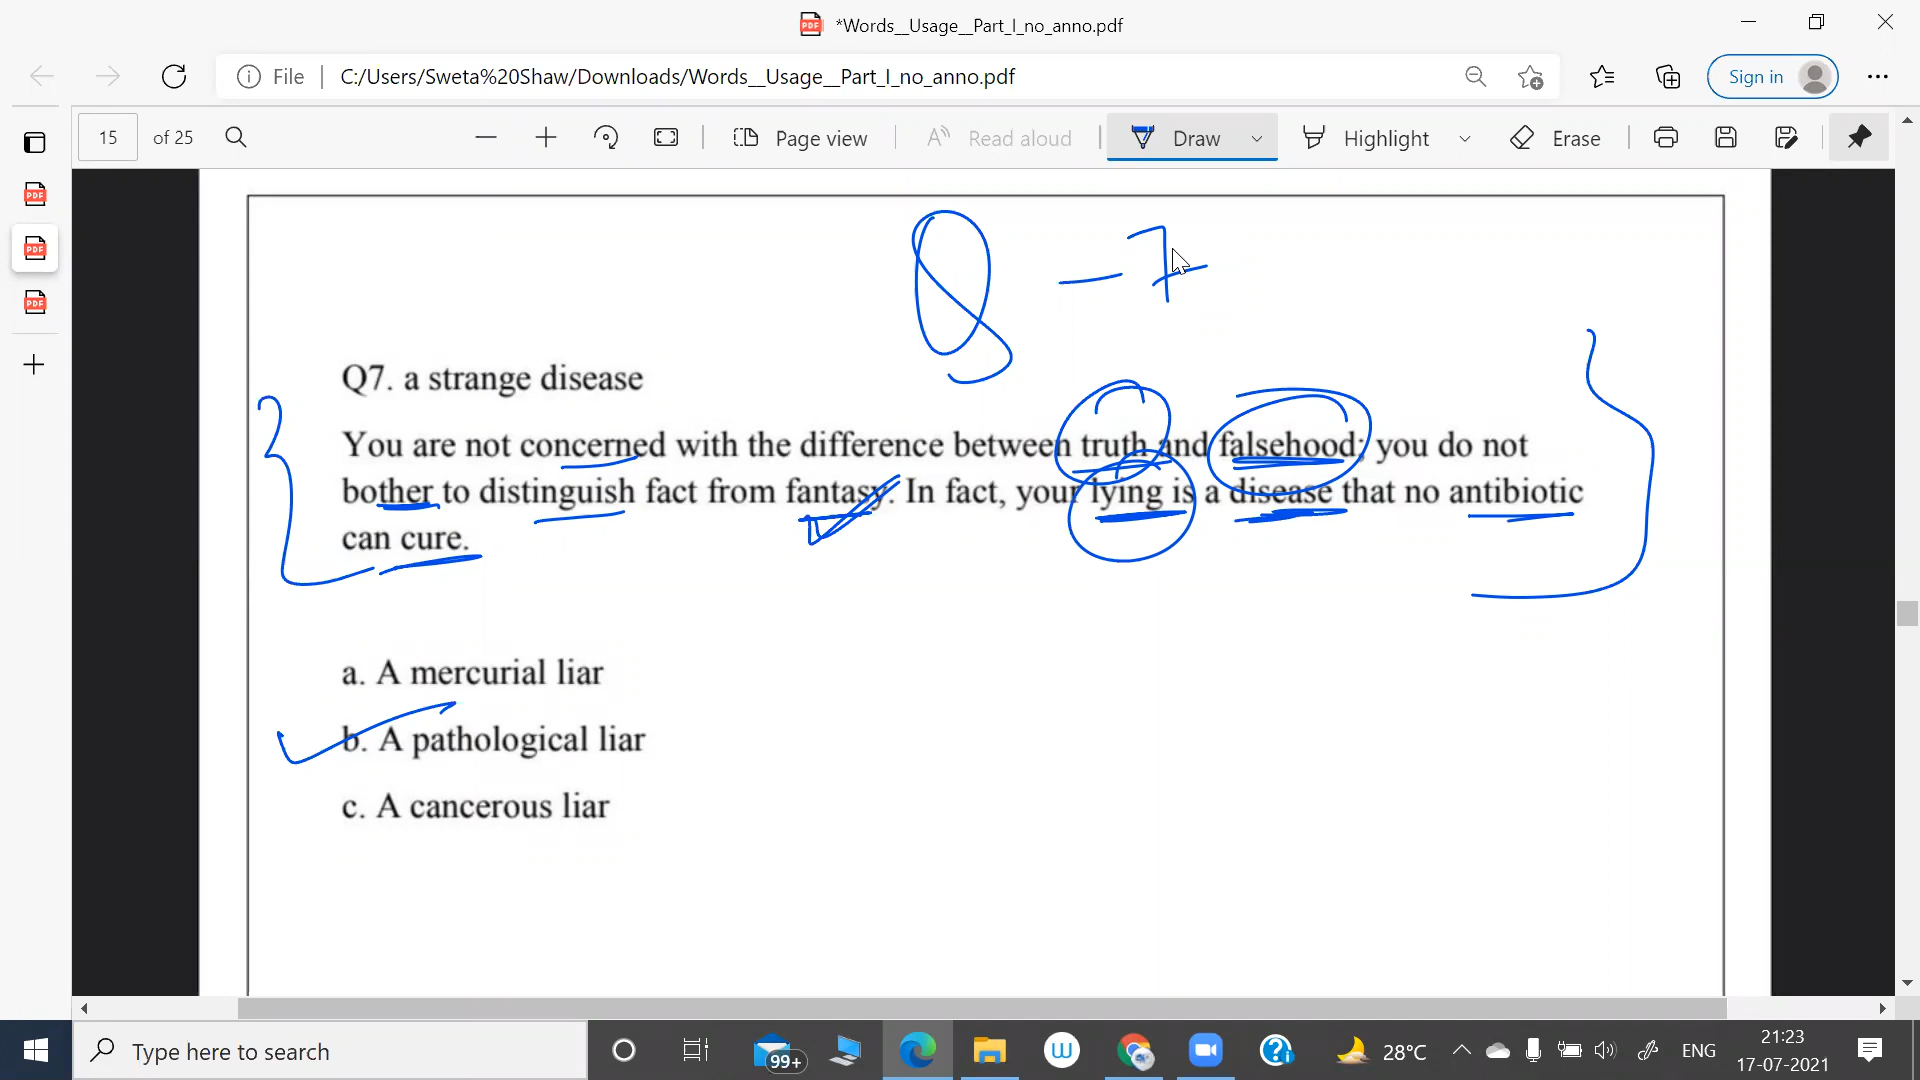 *Words__Usage__Part_I_no_anno.pdf
File C:/Users/Sweta%20Shaw/Downloads/Words__Usage__Part_I_no_anno.pdf Sign in
15 of 25 Page view Read aloud Draw Highlight Erase
Q - 7
Q7. a strange disease
You are not concerned with the difference between truth and falsehood; you do not
bother to distinguish fact from fantasy. In fact, your lying is a disease that no antibiotic
can cure.
a. A mercurial liar
b. A pathological liar
c. A cancerous liar
Type here to search 99+ 28°C ENG 21:23
17-07-2021